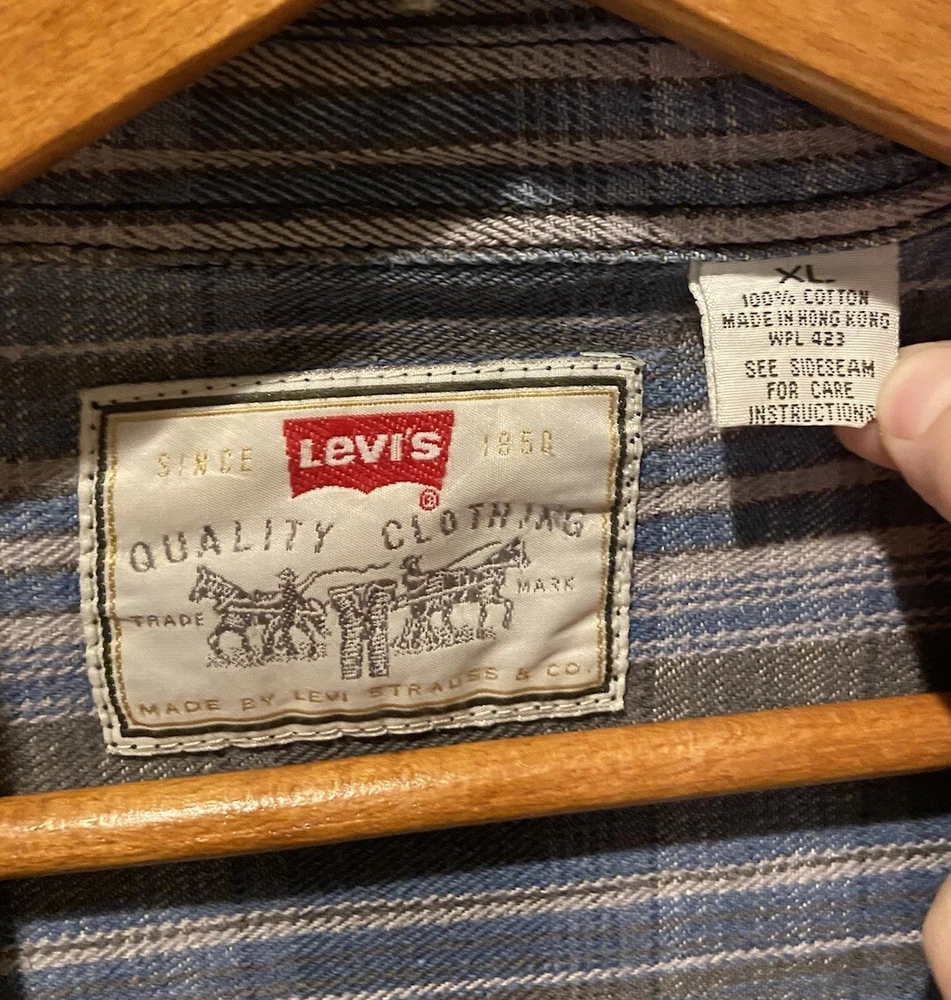 XL
100% COTTON
MADE IN HONG KONG
WPL 423
SEE SIDESEAM
FOR CARE
INSTRUCTIONS
SINCE Levi's 1850
®
QUALITY CLOTHING
TRADE MARK
MADE BY LEVI STRAUSS & CO.